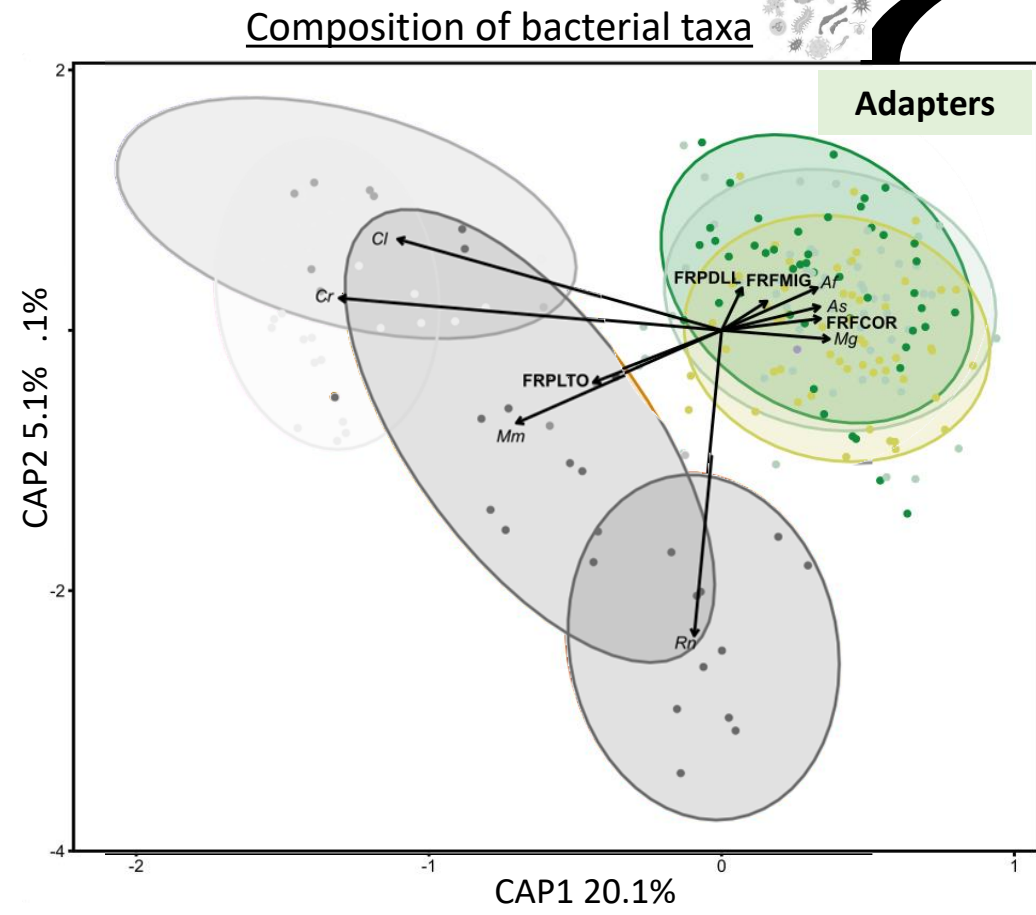 Composition of bacterial taxa
Adapters
2
-2
-4
CAP2 5.1% .1%
Cl
Cr
FRPDLL FRFMIG Af
As
FRFCOR
Mg
FRPLTO
Mm
Rn
-2 -1 0 1
CAP1 20.1%